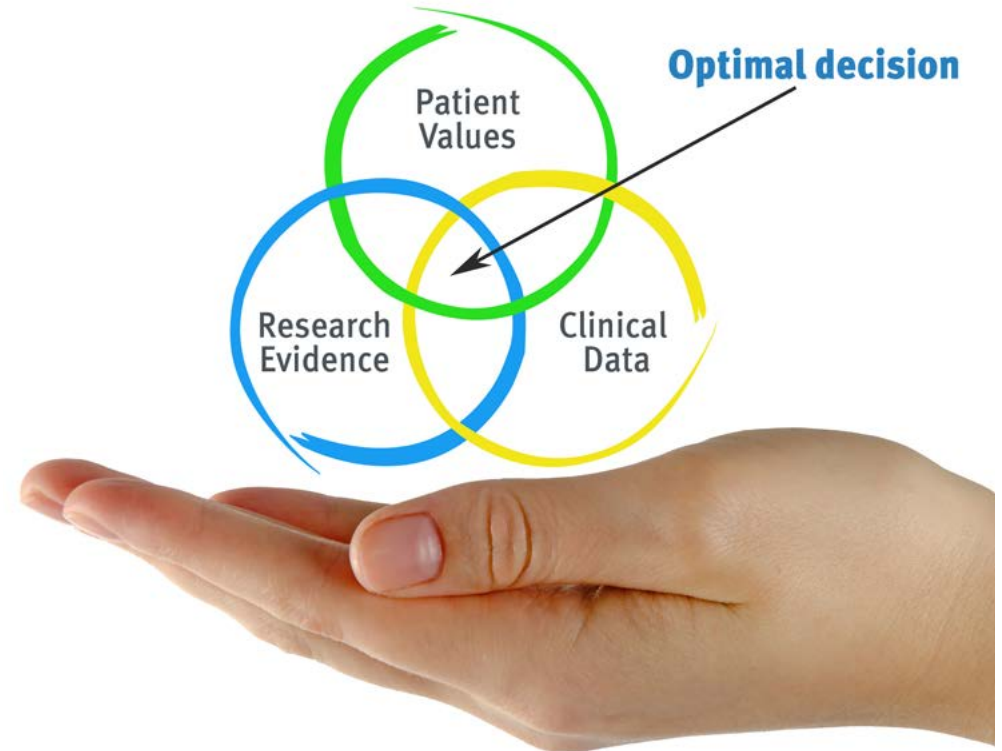 Optimal decision
Patient
Values
Research
Evidence
Clinical
Data